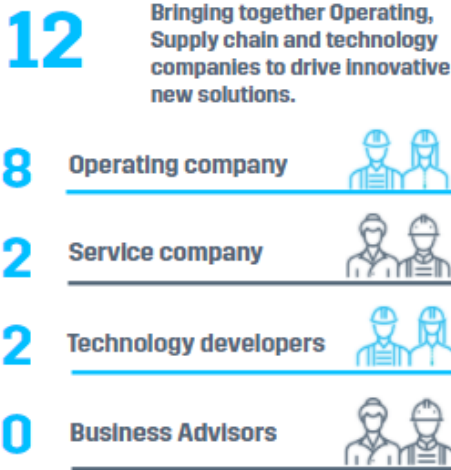 12
Bringing together Operating,
Supply chain and technology
companies to drive innovative
new solutions.
8 Operating company
2 Service company
2 Technology developers
0 Business Advisors